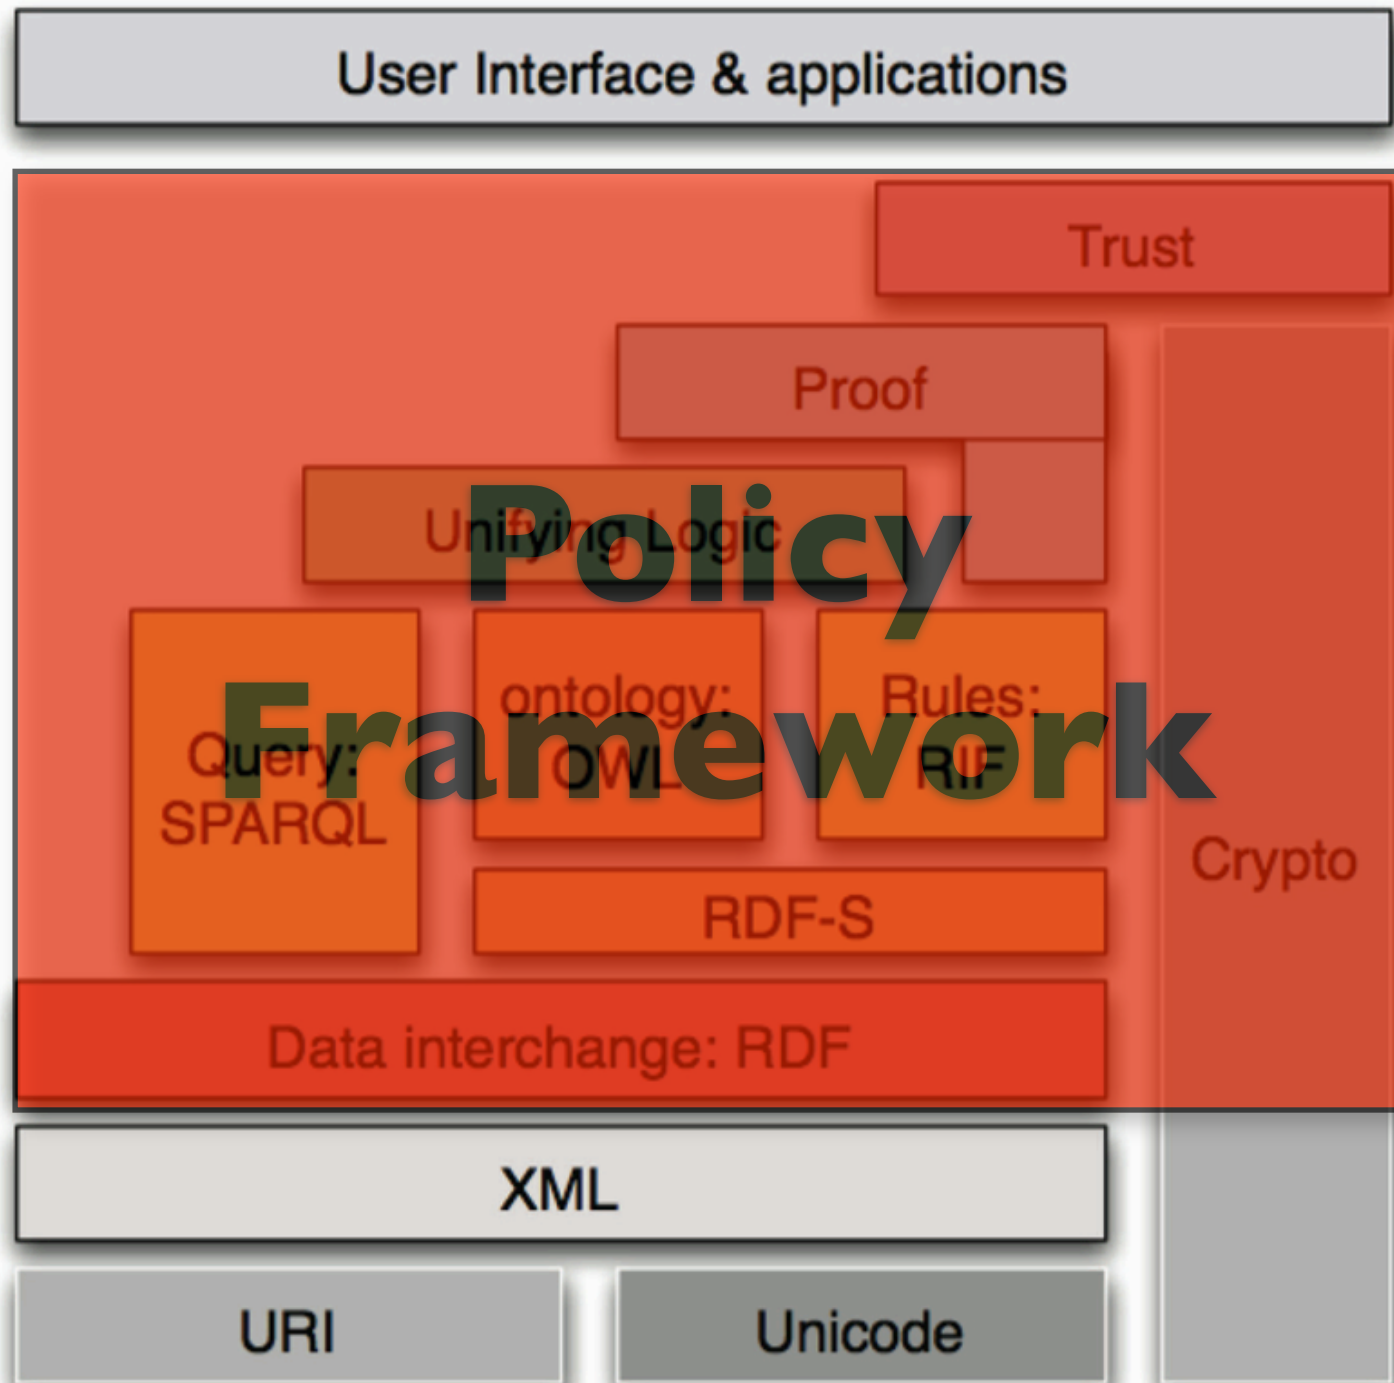 User Interface & applications
Trust
Proof
Unifying Logic
Policy
Framework
Query:
SPARQL
ontology:
OWL
Rules:
RIF
Crypto
RDF-S
Data interchange: RDF
XML
URI
Unicode